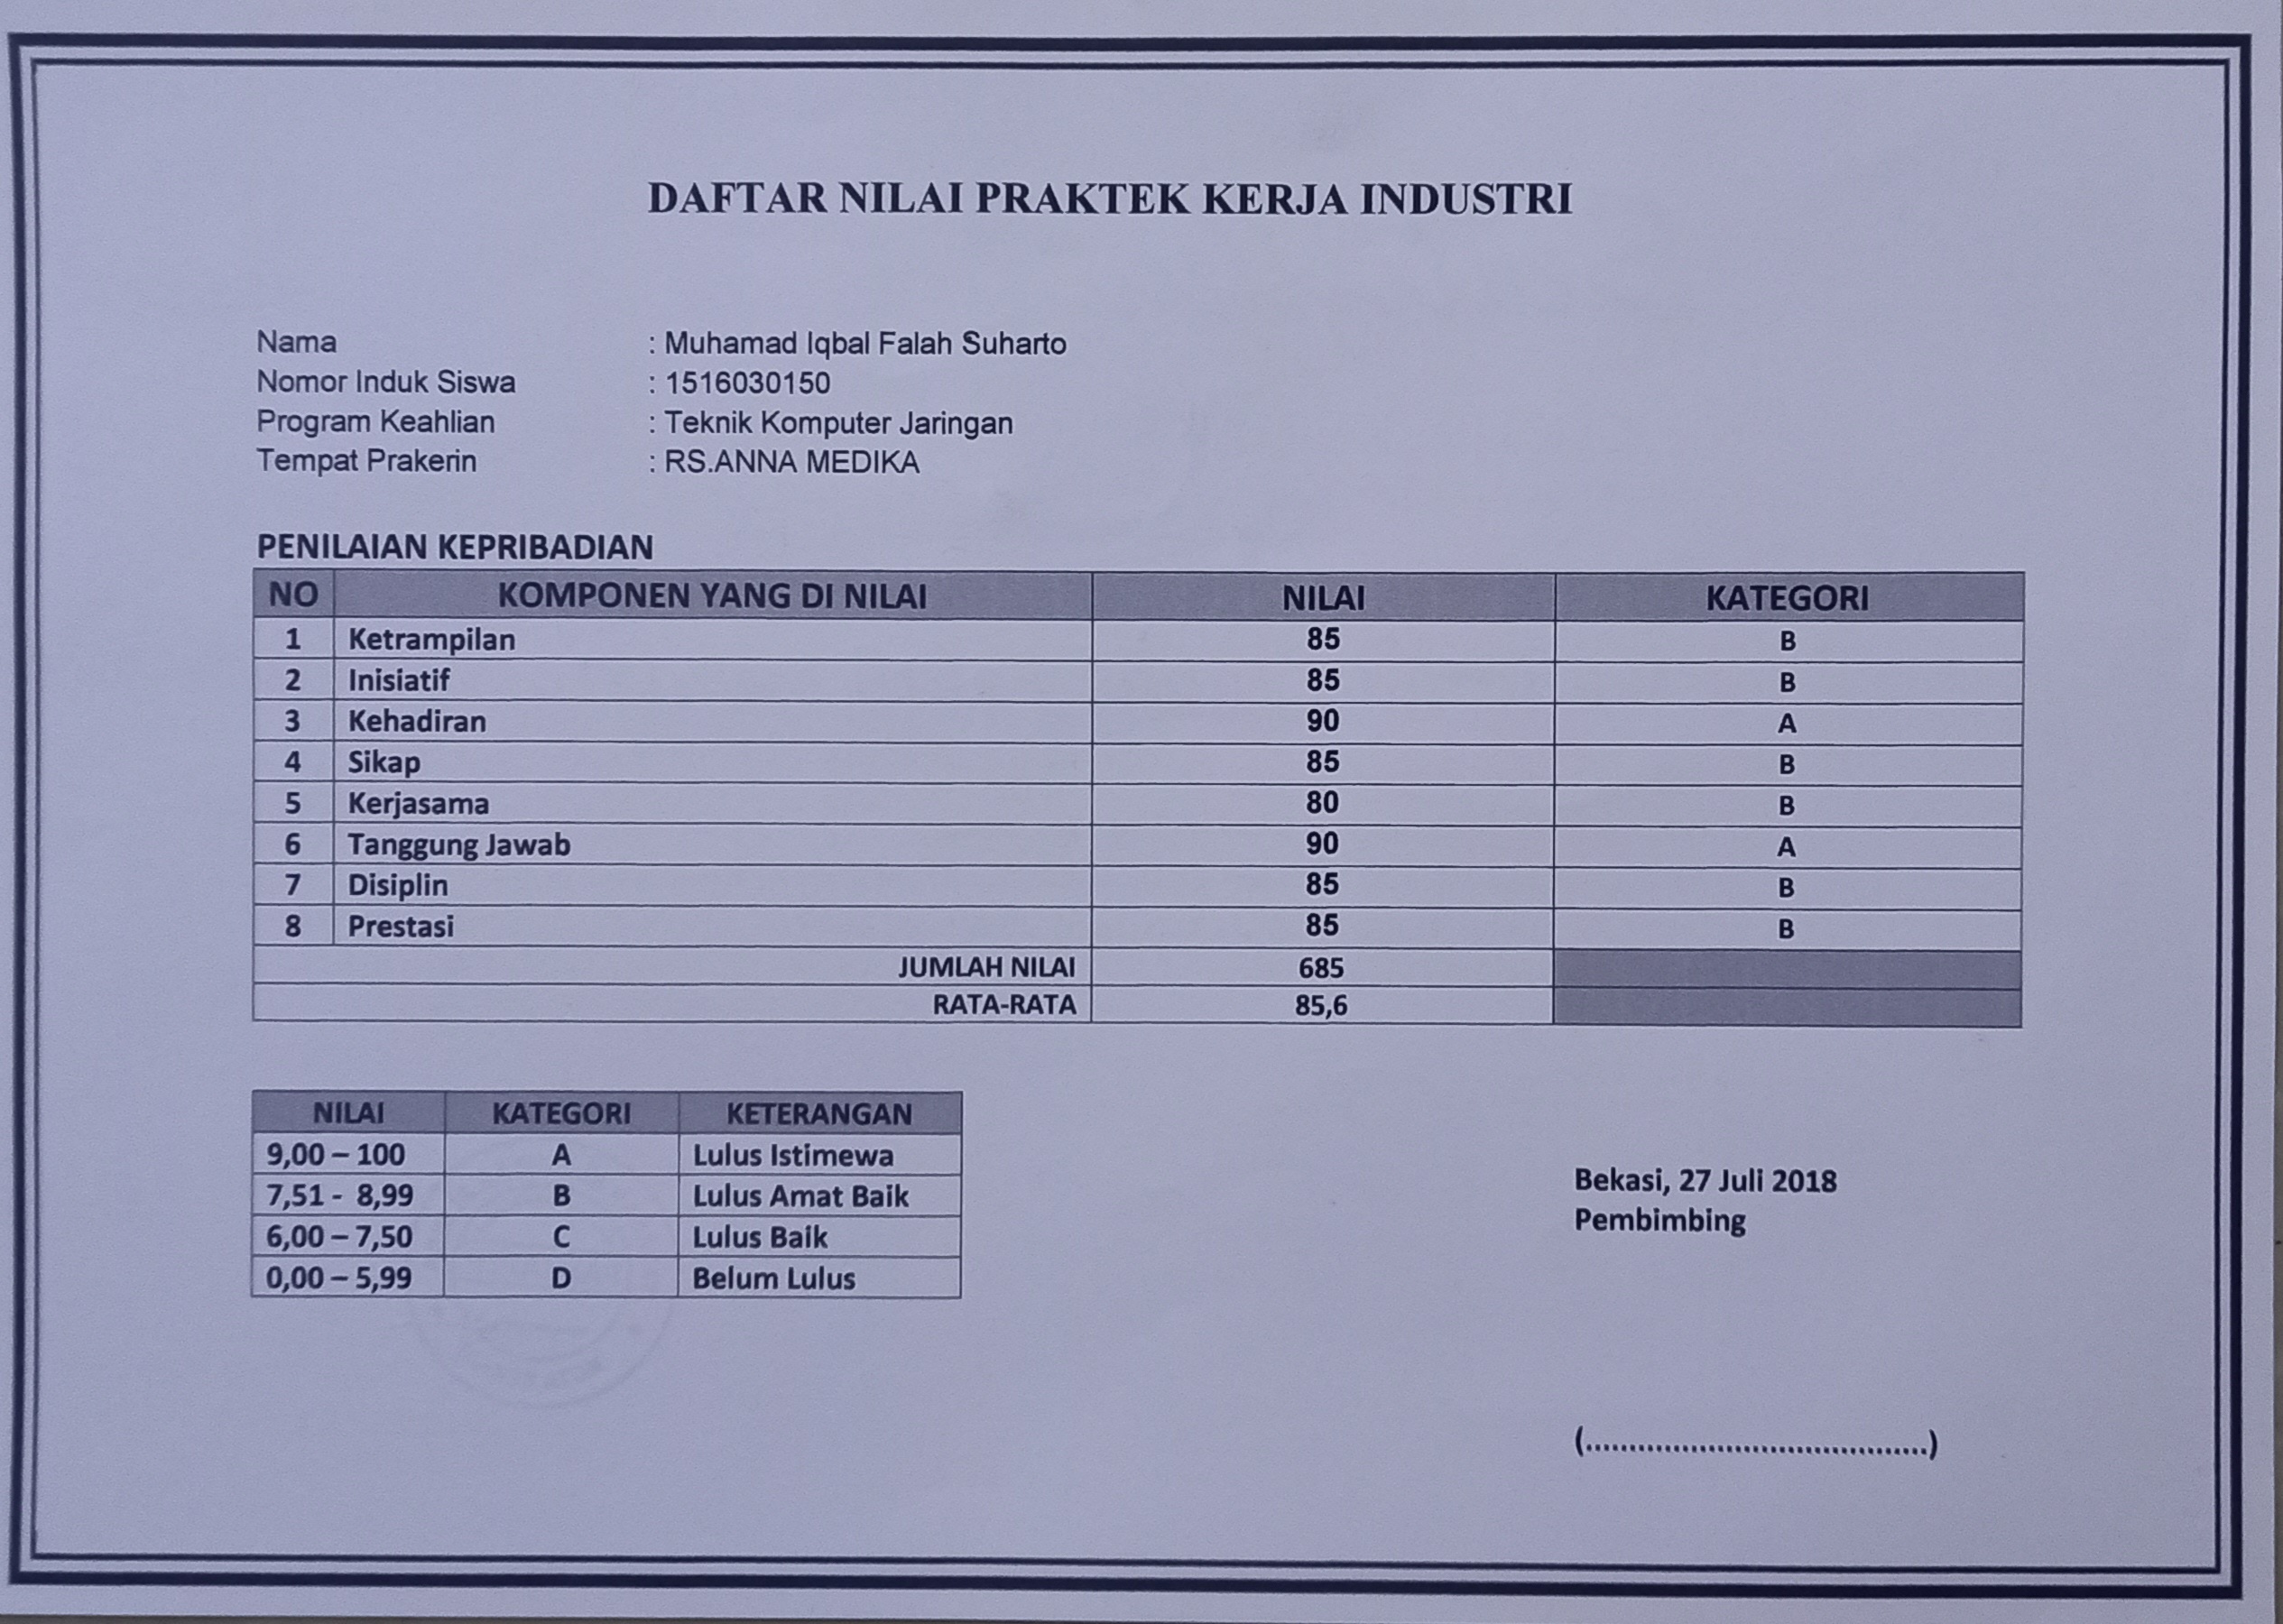 DAFTAR NILAI PRAKTEK KERJA INDUSTRI
Nama : Muhamad Iqbal Falah Suharto
Nomor Induk Siswa : 1516030150
Program Keahlian : Teknik Komputer Jaringan
Tempat Prakerin : RS.ANNA MEDIKA
PENILAIAN KEPRIBADIAN
NO KOMPONEN YANG DI NILAI NILAI KATEGORI
1 Ketrampilan 85 B
2 Inisiatif 85 B
3 Kehadiran 90 A
4 Sikap 85 B
5 Kerjasama 80 B
6 Tanggung Jawab 90 A
7 Disiplin 85 B
8 Prestasi 85 B
JUMLAH NILAI 685
RATA-RATA 85,6
NILAI KATEGORI KETERANGAN
9,00 – 100 A Lulus Istimewa
7,51 - 8,99 B Lulus Amat Baik
6,00 – 7,50 C Lulus Baik
0,00 – 5,99 D Belum Lulus
Bekasi, 27 Juli 2018
Pembimbing
(.......................................)